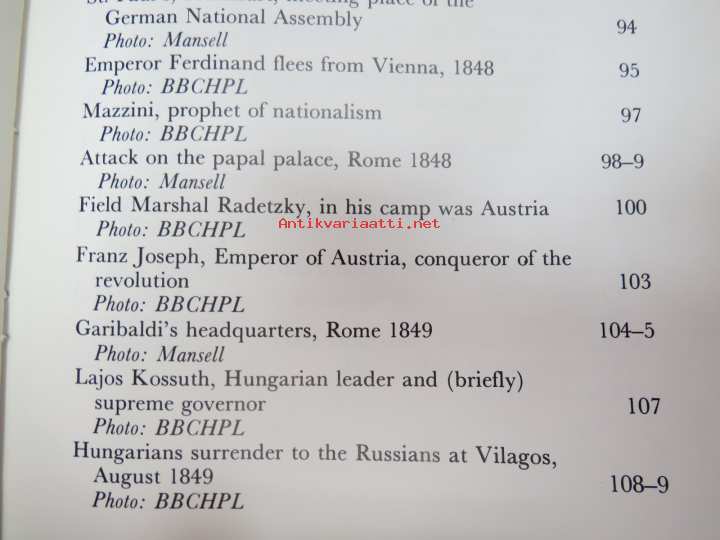 meeting place of the
German National Assembly 94
Photo: Mansell
Emperor Ferdinand flees from Vienna, 1848 95
Photo: BBCHPL
Mazzini, prophet of nationalism 97
Photo: BBCHPL
Attack on the papal palace, Rome 1848 98–9
Photo: Mansell
Field Marshal Radetzky, in his camp was Austria 100
Photo: BBCHPL
Antikvariaatti.net
Franz Joseph, Emperor of Austria, conqueror of the
revolution 103
Photo: BBCHPL
Garibaldi's headquarters, Rome 1849 104–5
Photo: Mansell
Lajos Kossuth, Hungarian leader and (briefly)
supreme governor 107
Photo: BBCHPL
Hungarians surrender to the Russians at Vilagos,
August 1849 108–9
Photo: BBCHPL